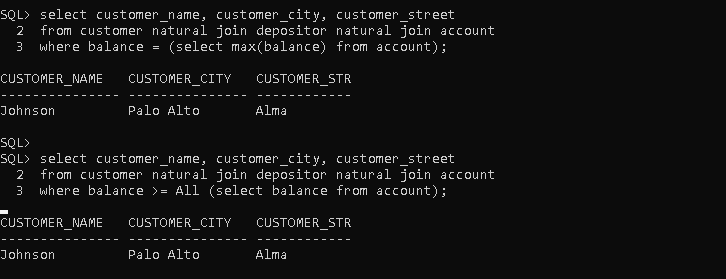 SQL> select customer_name, customer_city, customer_street
  2  from customer natural join depositor natural join account
  3  where balance = (select max(balance) from account);
CUSTOMER_NAME   CUSTOMER_CITY   CUSTOMER_STR
--------------- --------------- ------------
Johnson         Palo Alto       Alma
SQL>
SQL> select customer_name, customer_city, customer_street
  2  from customer natural join depositor natural join account
  3  where balance >= All (select balance from account);
CUSTOMER_NAME   CUSTOMER_CITY   CUSTOMER_STR
--------------- --------------- ------------
Johnson         Palo Alto       Alma